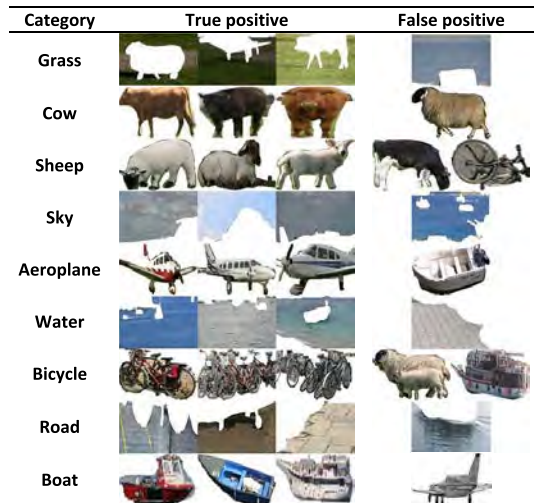 Category True positive False positive
Grass
Cow
Sheep
Sky
Aeroplane
Water
Bicycle
Road
Boat